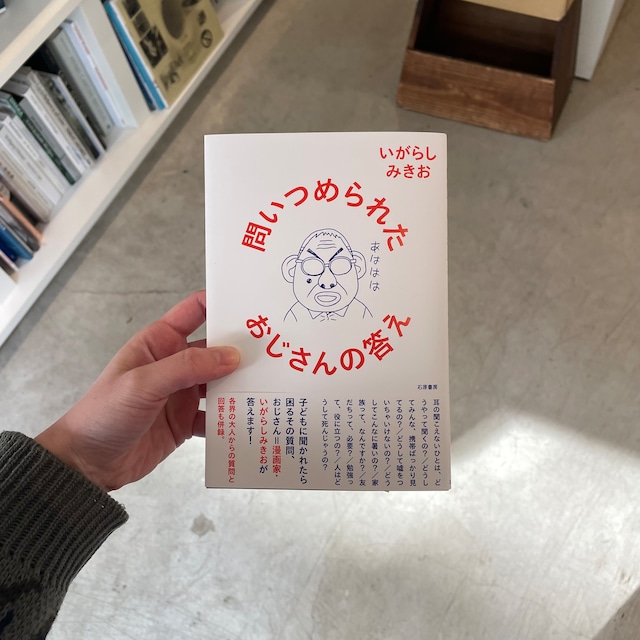 いがらし
みきお
問いつめられた
あははは
おじさんの答え
石原書房
耳の聞こえないひとは、ど
うやって聞くの？／どうし
てみんな、携帯ばっかり見
てるの？／どうして嘘をつ
いちゃいけないの？／どう
してこんなに暑いの？／家
族って、なんですか？／友
だちって、必要？／勉強っ
て、役に立つの？／人はど
うして死んじゃうの？
子どもに聞かれたら
困るその質問、
おじさん＝漫画家・
いがらしみきおが
答えます！
各界の大人からの質問と
回答も併録。